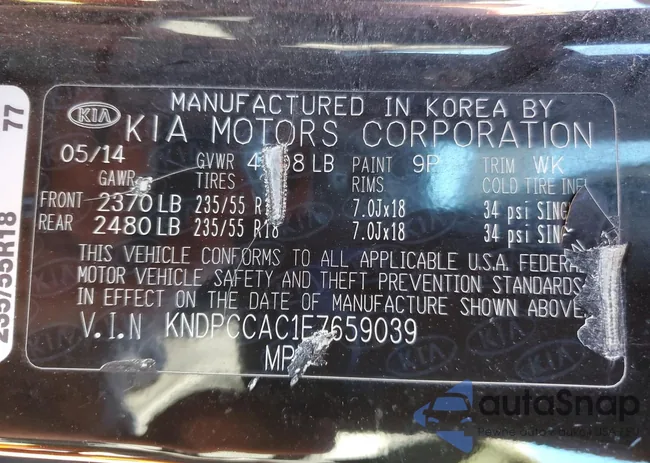 MANUFACTURED IN KOREA BY
KIA KIA MOTORS CORPORATION
05/14 GVWR LB PAINT TRIM WK
GAWR TIRES RIMS COLD TIRE
FRONT 2370 LB 235/55 R18 7.0Jx18 34 psi
REAR 2480 LB 235/55 R18 7.0Jx18 34 psi
THIS VEHICLE CONFORMS TO ALL APPLICABLE U.S.A. FEDERAL
MOTOR VEHICLE SAFETY AND THEFT PREVENTION STANDARDS
IN EFFECT ON THE DATE OF MANUFACTURE SHOWN ABOVE
V.I.N KNDPCCAC1E7659039
77
235/55R18
autoSnap